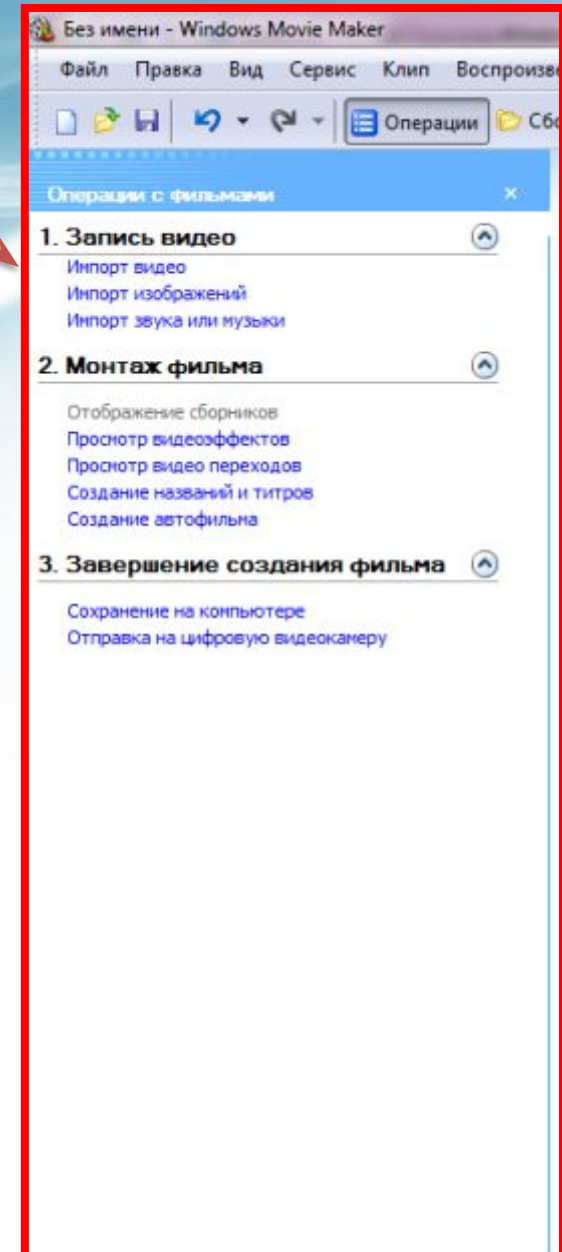 Без имени - Windows Movie Maker
Файл Правка Вид Сервис Клип Воспроизве
Операции Сбо
Операции с фильмами
1. Запись видео
Импорт видео
Импорт изображений
Импорт звука или музыки
2. Монтаж фильма
Отображение сборников
Просмотр видеоэффектов
Просмотр видео переходов
Создание названий и титров
Создание автофильма
3. Завершение создания фильма
Сохранение на компьютере
Отправка на цифровую видеокамеру